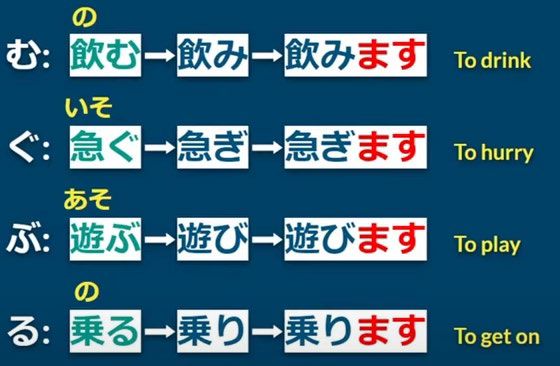 の
む: 飲む→飲み→飲みます To drink
いそ
ぐ: 急ぐ→急ぎ→急ぎます To hurry
あそ
ぶ: 遊ぶ→遊び→遊びます To play
の
る: 乗る→乗り→乗ります To get on